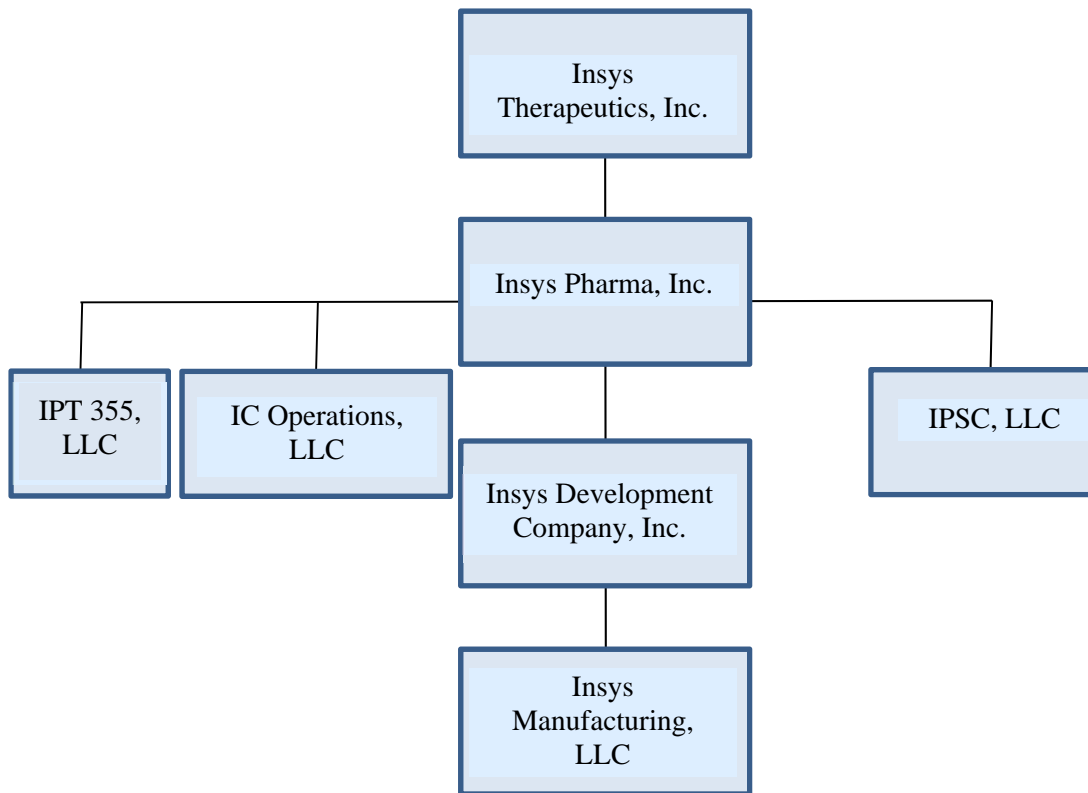 Insys
Therapeutics, Inc.
Insys Pharma, Inc.
IPT 355,
LLC
IC Operations,
LLC
IPSC, LLC
Insys Development
Company, Inc.
Insys
Manufacturing,
LLC